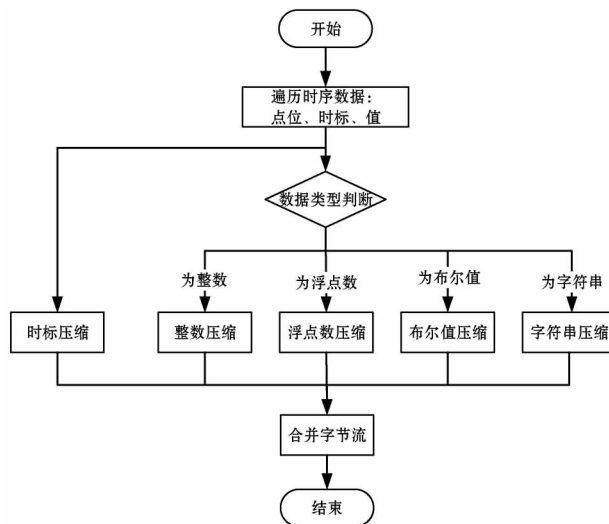 开始
遍历时序数据：
点位、时标、值
数据类型判断
为整数
为浮点数
为布尔值
为字符串
时标压缩
整数压缩
浮点数压缩
布尔值压缩
字符串压缩
合并字节流
结束